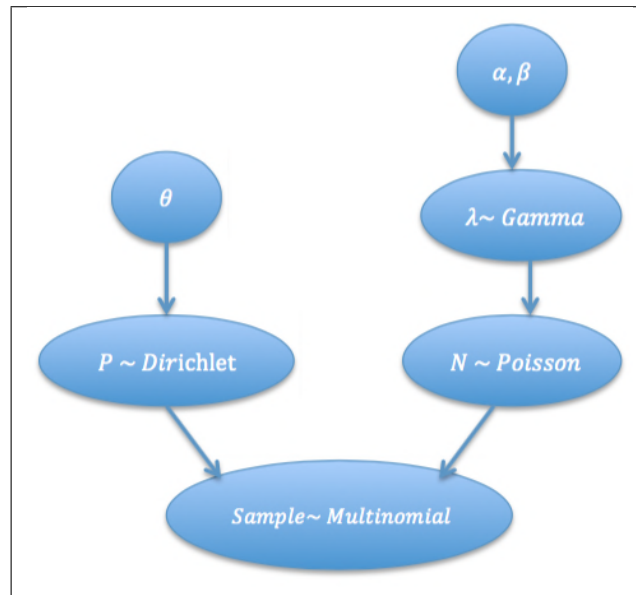 α, β
θ
λ~ Gamma
P ~ Dirichlet
N ~ Poisson
Sample~ Multinomial